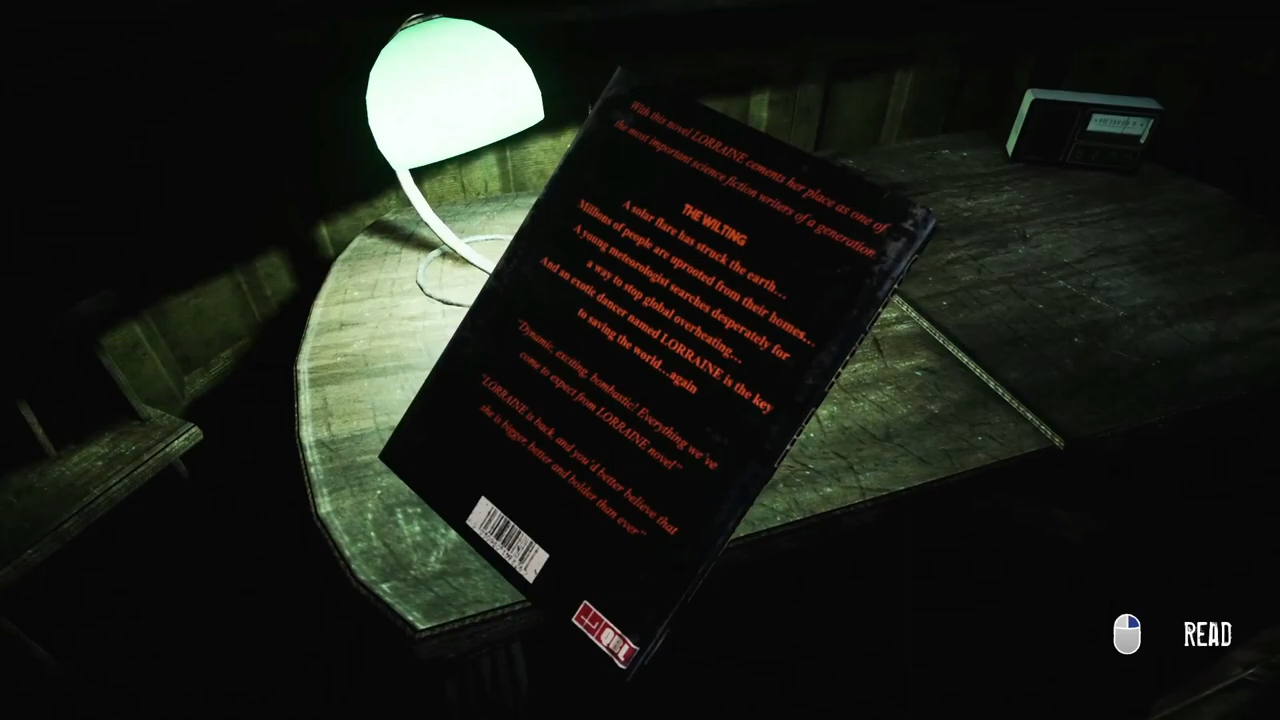 With this novel LORRAINE cements her place as one of
the most important science fiction writers of a generation.
THE WILTING
A solar flare has struck the earth...
Millions of people are uprooted from their homes...
A young meteorologist searches desperately for
a way to stop global overheating...
And an exotic dancer named LORRAINE is the key
to saving the world...again
"Dynamic, exciting, bombastic! Everything we've
come to expect from LORRAINE novel"
"LORRAINE is back, and you'd better believe that
she is bigger, better and bolder than ever."
QBL
READ